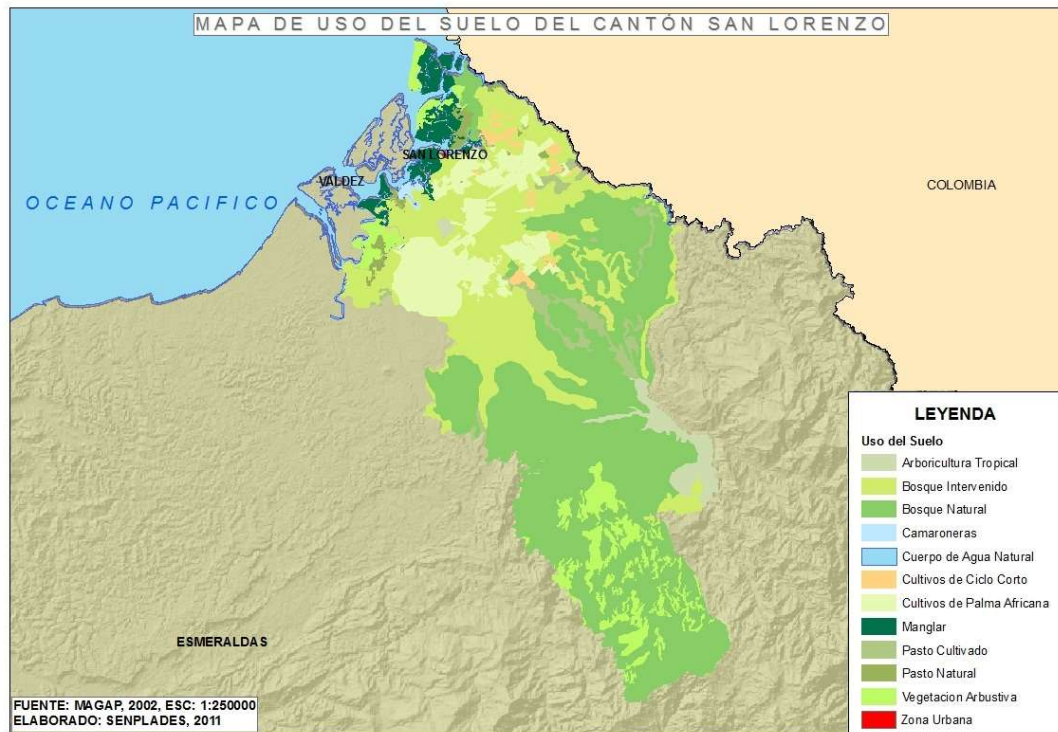 MAPA DE USO DEL SUELO DEL CANTÓN SAN LORENZO
SAN LORENZO
VALDEZ
COLOMBIA
OCEANO PACIFICO
ESMERALDAS
LEYENDA
Uso del Suelo
Arboricultura Tropical
Bosque Intervenido
Bosque Natural
Camaroneras
Cuerpo de Agua Natural
Cultivos de Ciclo Corto
Cultivos de Palma Africana
Manglar
Pasto Cultivado
Pasto Natural
Vegetacion Arbustiva
Zona Urbana
FUENTE: MAGAP, 2002, ESC: 1:250000
ELABORADO: SENPLADES, 2011